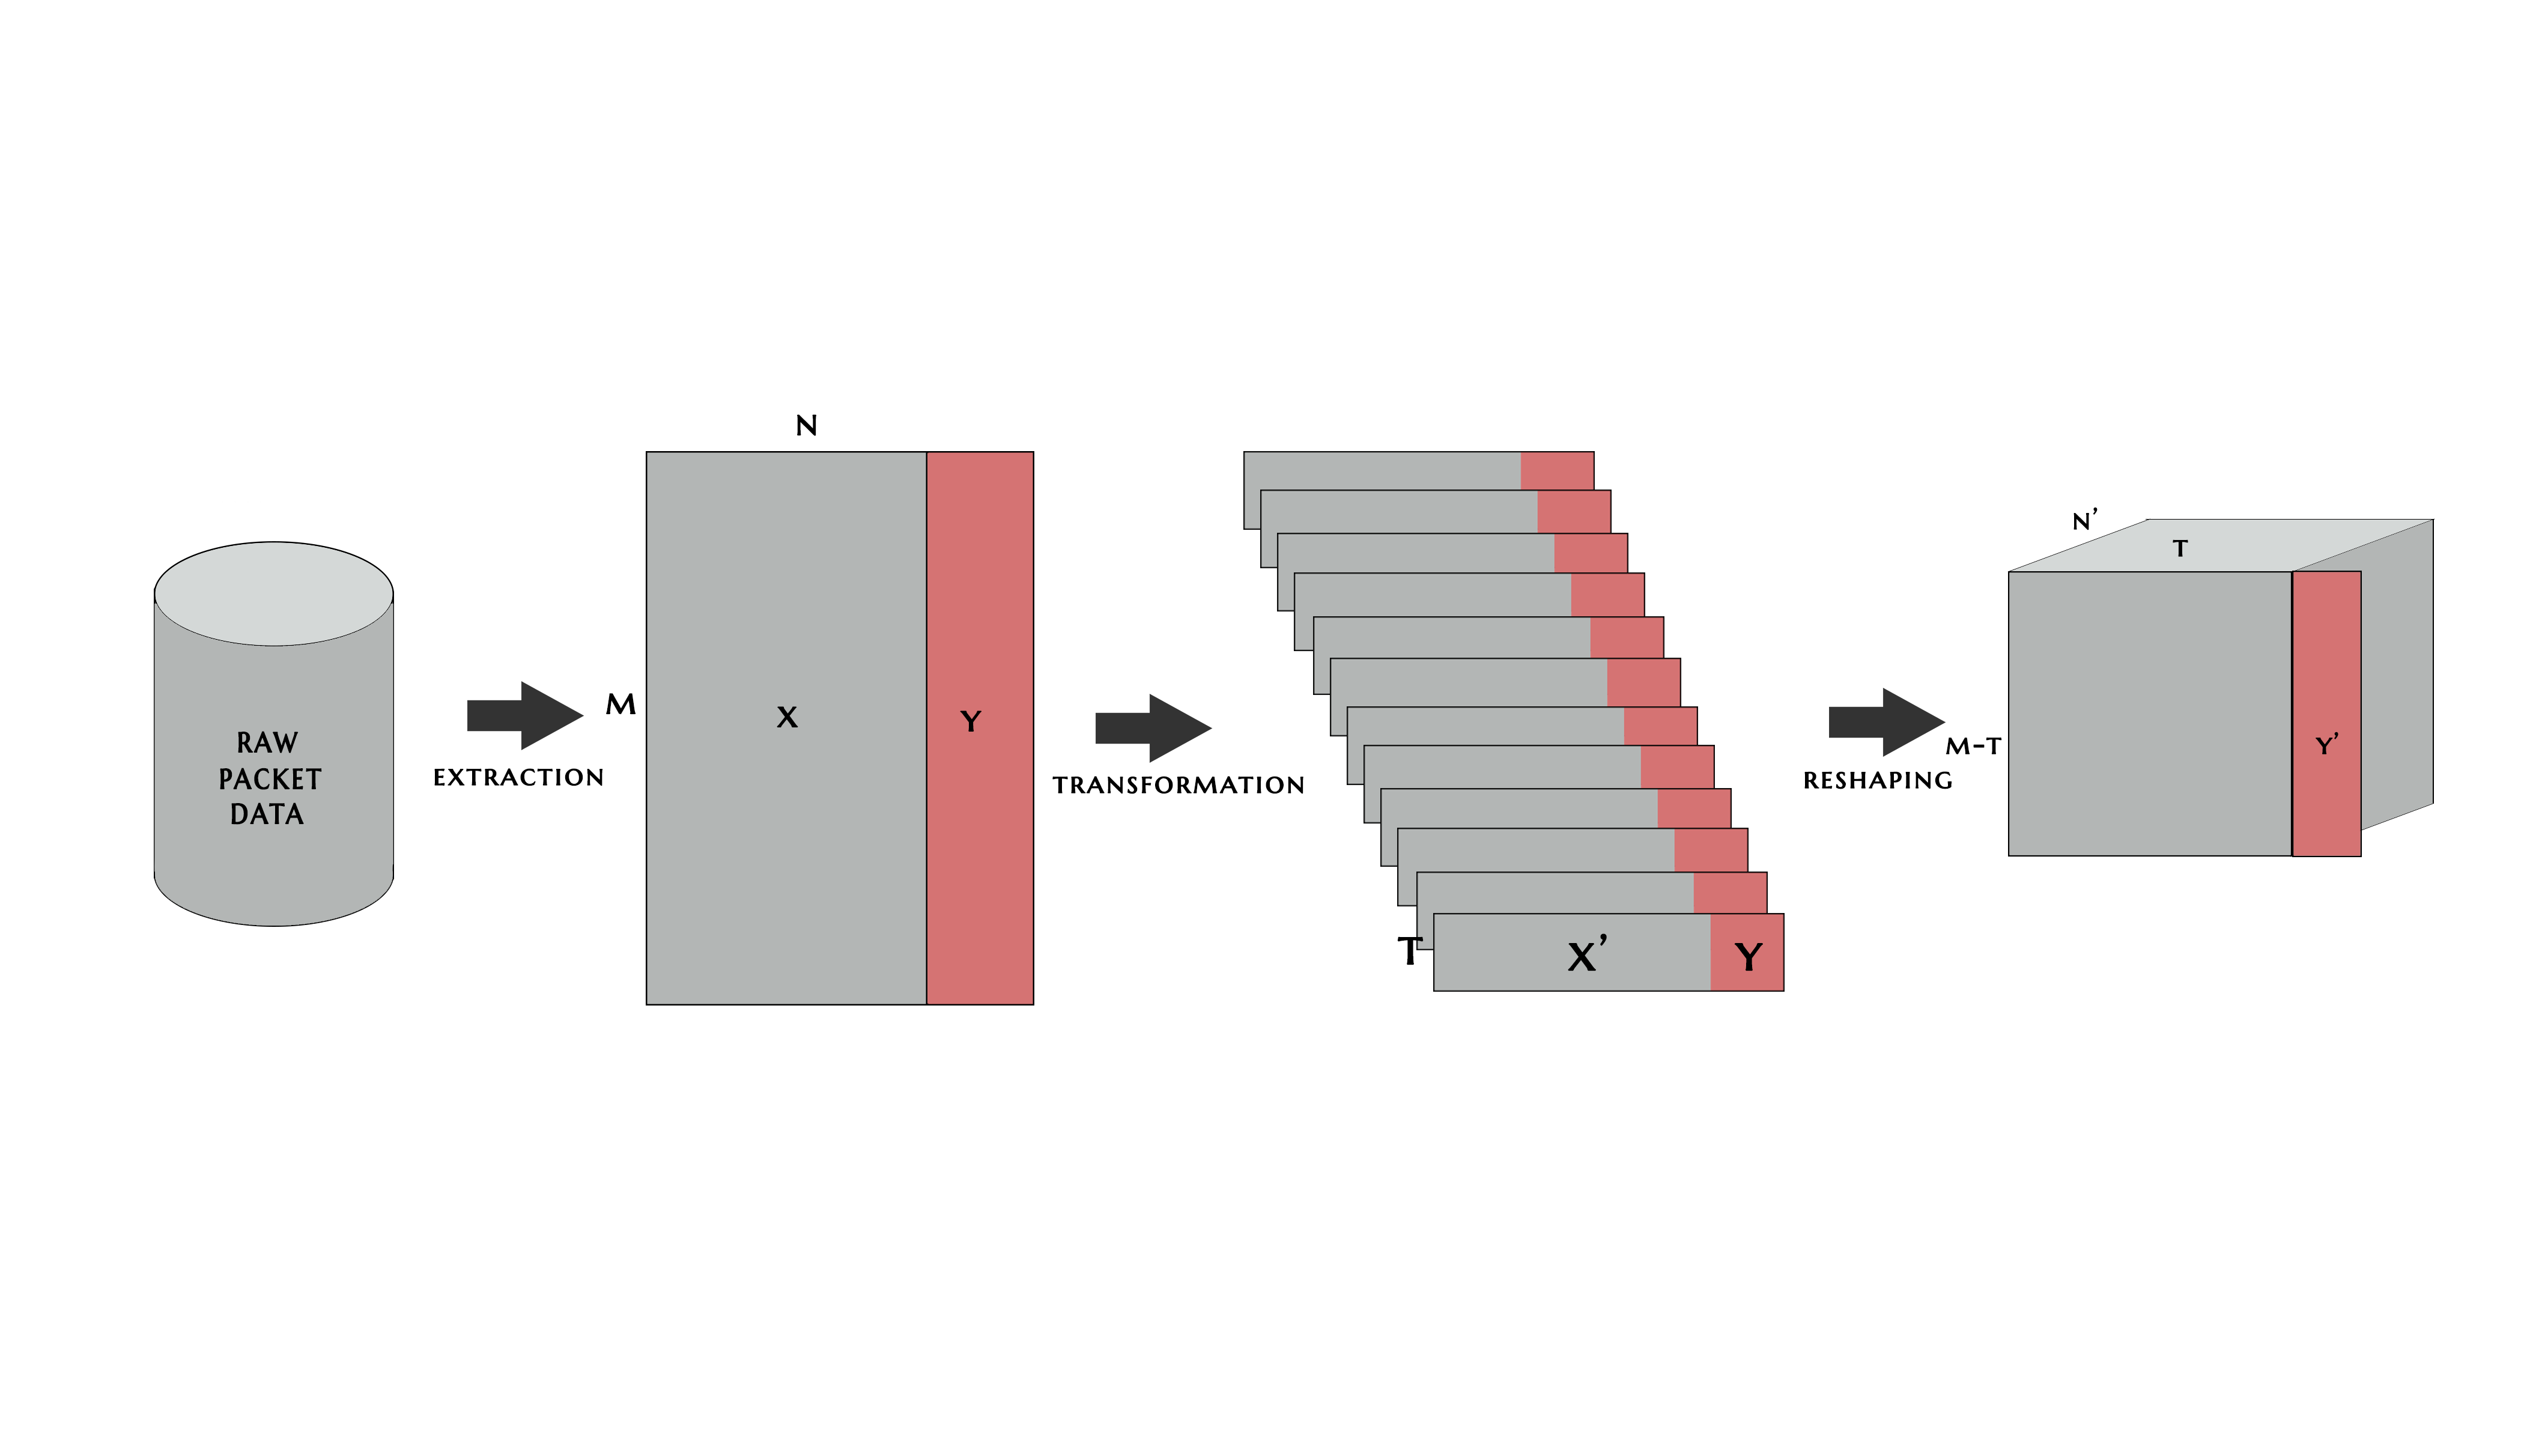 RAW
PACKET
DATA
EXTRACTION
N
M
X
Y
TRANSFORMATION
T
X’
Y
RESHAPING
N’
T
M-T
Y’